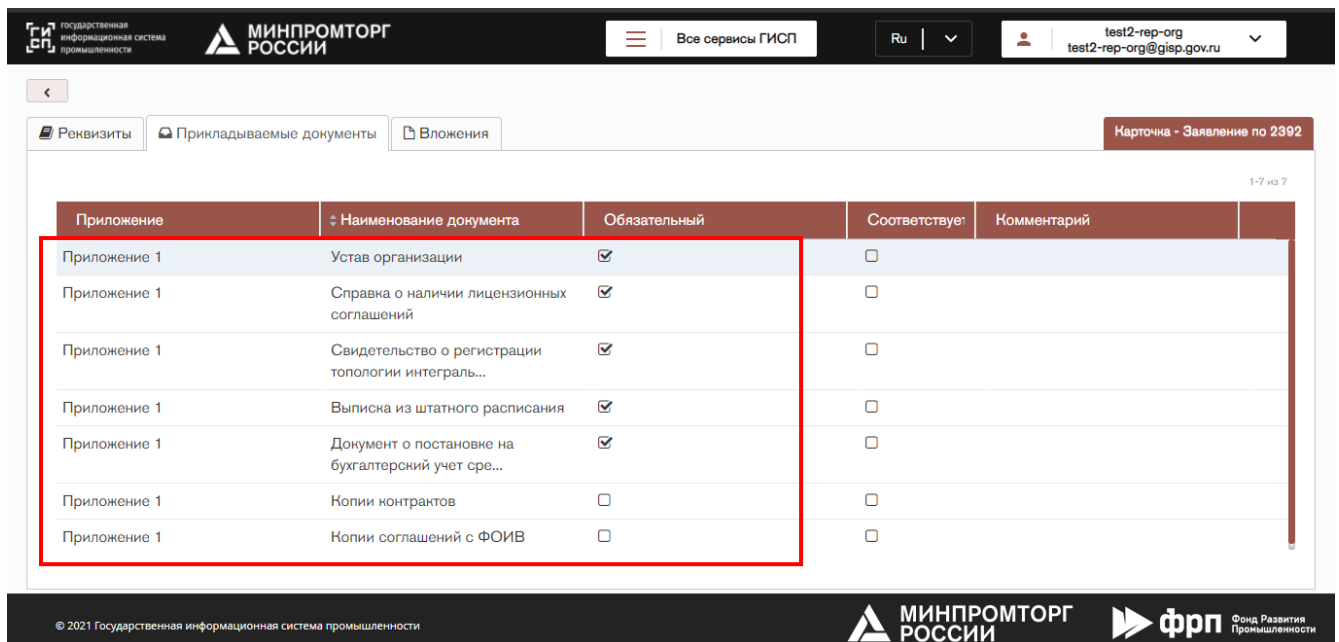 государственная
информационная система
промышленности
ГИСП
МИНПРОМТОРГ
РОССИИ
Все сервисы ГИСП
Ru
test2-rep-org
test2-rep-org@gisp.gov.ru
Реквизиты
Прикладываемые документы
Вложения
Карточка - Заявление по 2392
1-7 из 7
Приложение Наименование документа Обязательный Соответствует Комментарий
Приложение 1 Устав организации
Приложение 1 Справка о наличии лицензионных
соглашений
Приложение 1 Свидетельство о регистрации
топологии интеграль...
Приложение 1 Выписка из штатного расписания
Приложение 1 Документ о постановке на
бухгалтерский учет сре...
Приложение 1 Копии контрактов
Приложение 1 Копии соглашений с ФОИВ
© 2021 Государственная информационная система промышленности
МИНПРОМТОРГ
РОССИИ
фрп
Фонд Развития
Промышленности